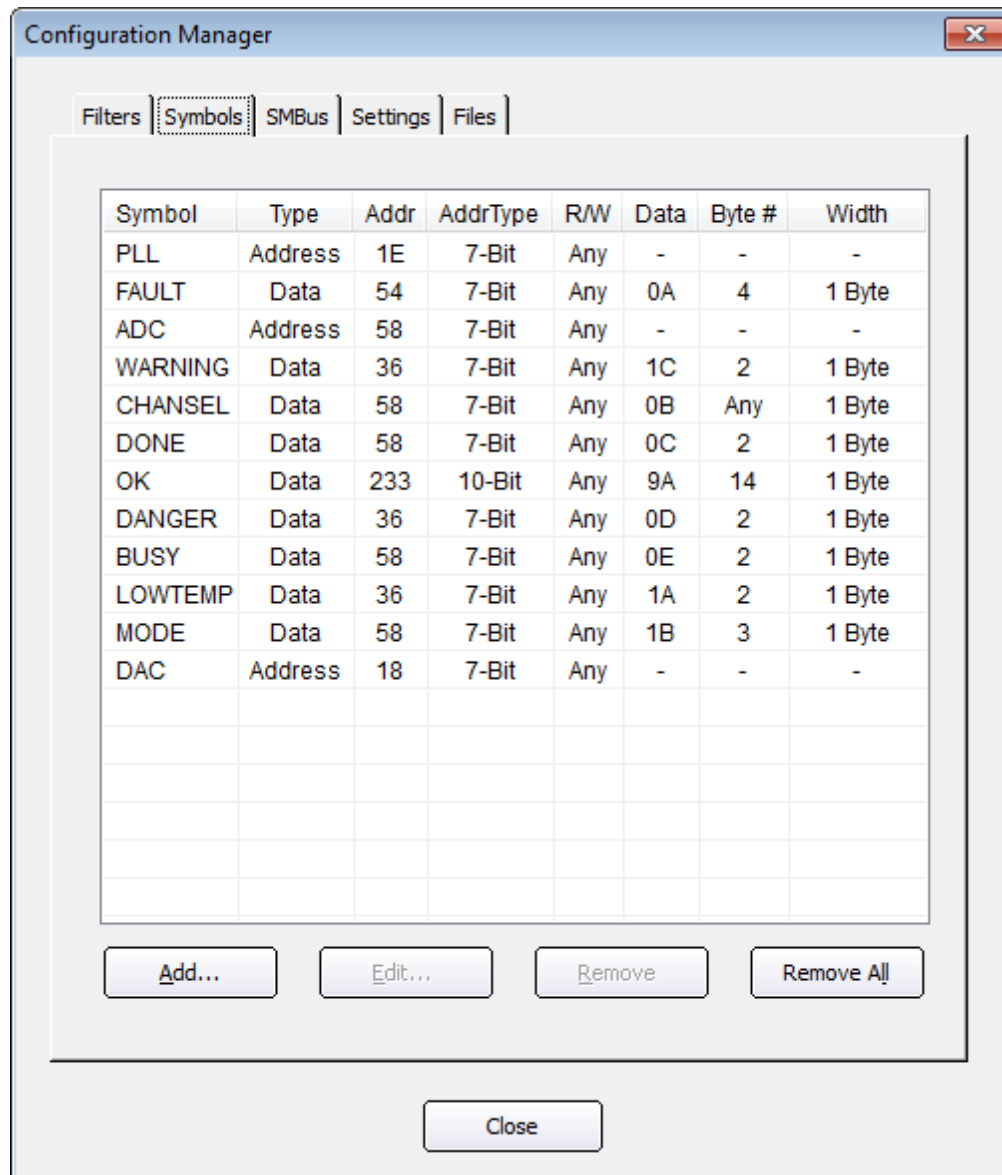 Configuration Manager
Filters Symbols SMBus Settings Files
Symbol Type Addr AddrType R/W Data Byte # Width
PLL Address 1E 7-Bit Any - - -
FAULT Data 54 7-Bit Any 0A 4 1 Byte
ADC Address 58 7-Bit Any - - -
WARNING Data 36 7-Bit Any 1C 2 1 Byte
CHANSEL Data 58 7-Bit Any 0B Any 1 Byte
DONE Data 58 7-Bit Any 0C 2 1 Byte
OK Data 233 10-Bit Any 9A 14 1 Byte
DANGER Data 36 7-Bit Any 0D 2 1 Byte
BUSY Data 58 7-Bit Any 0E 2 1 Byte
LOWTEMP Data 36 7-Bit Any 1A 2 1 Byte
MODE Data 58 7-Bit Any 1B 3 1 Byte
DAC Address 18 7-Bit Any - - -
Add... Edit... Remove Remove All
Close